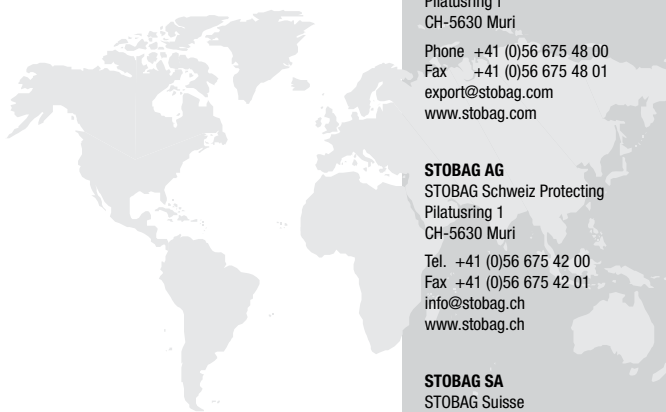 Pilatusring 1
CH-5630 Muri
Phone +41 (0)56 675 48 00
Fax +41 (0)56 675 48 01
export@stobag.com
www.stobag.com
STOBAG AG
STOBAG Schweiz Protecting
Pilatusring 1
CH-5630 Muri
Tel. +41 (0)56 675 42 00
Fax +41 (0)56 675 42 01
info@stobag.ch
www.stobag.ch
STOBAG SA
STOBAG Suisse